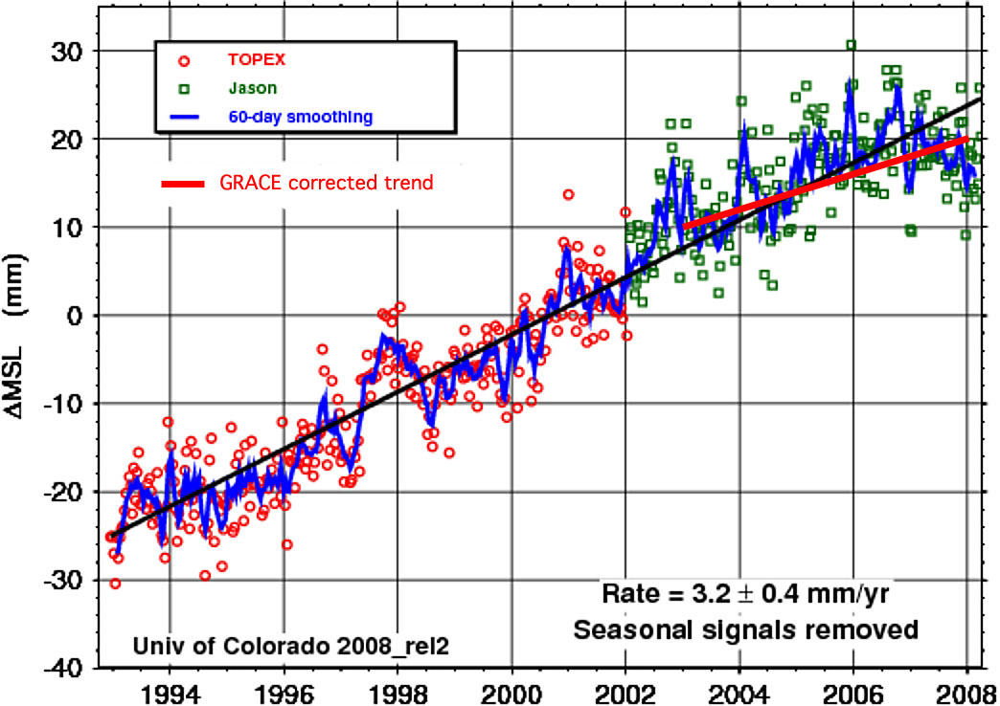 30
20
10
0
-10
-20
-30
-40
ΔMSL (mm)
TOPEX
Jason
60-day smoothing
GRACE corrected trend
Rate = 3.2 ± 0.4 mm/yr
Seasonal signals removed
Univ of Colorado 2008_rel2
1994 1996 1998 2000 2002 2004 2006 2008